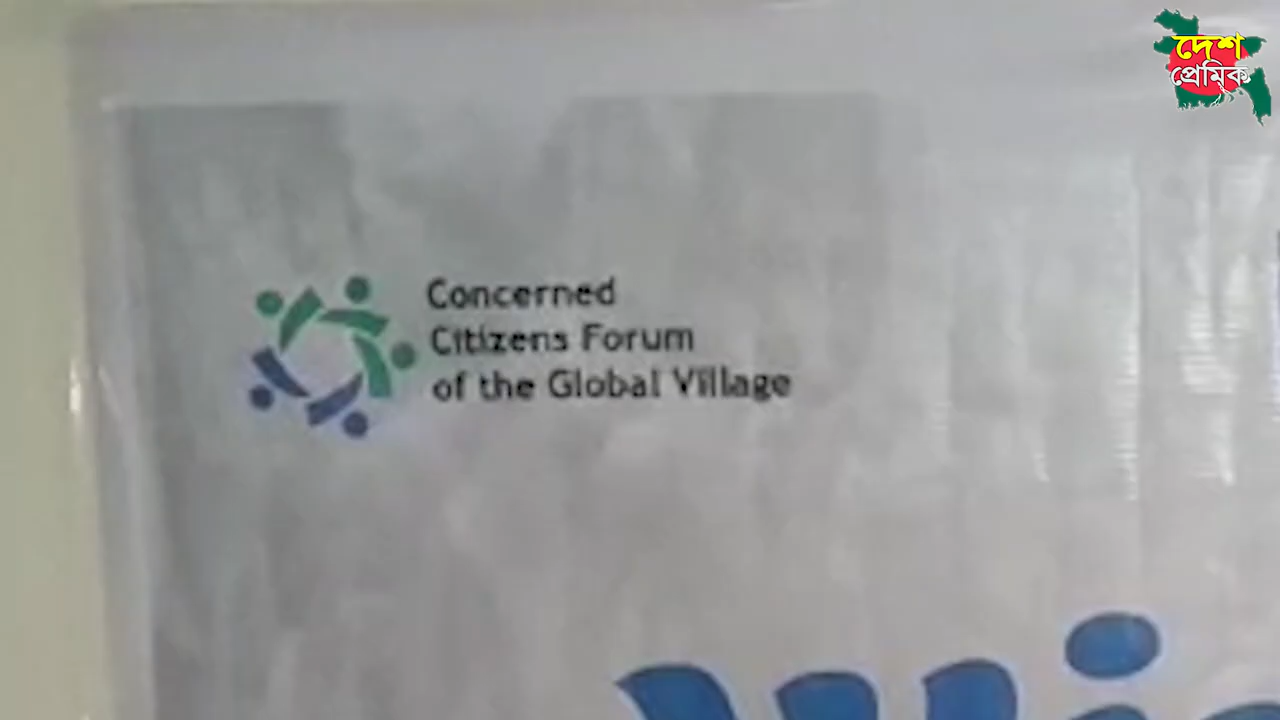 দেশ
প্রেমিক
Concerned
Citizens Forum
of the Global Village